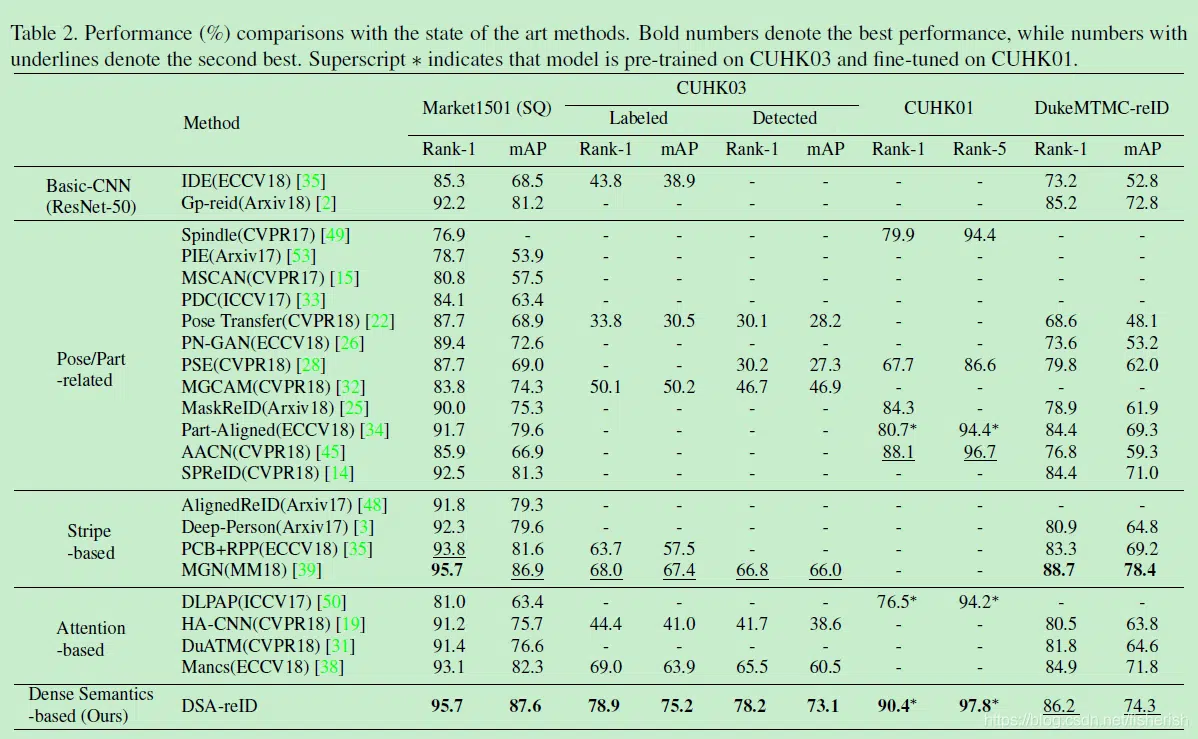 Table 2. Performance (%) comparisons with the state of the art methods. Bold numbers denote the best performance, while numbers with
underlines denote the second best. Superscript ∗ indicates that model is pre-trained on CUHK03 and fine-tuned on CUHK01.
Method Market1501 (SQ) CUHK03 CUHK01 DukeMTMC-reID
Labeled Detected
Rank-1 mAP Rank-1 mAP Rank-1 mAP Rank-1 Rank-5 Rank-1 mAP
Basic-CNN
(ResNet-50)
IDE(ECCV18) [35] 85.3 68.5 43.8 38.9 - - - - 73.2 52.8
Gp-reid(Arxiv18) [2] 92.2 81.2 - - - - - - 85.2 72.8
Pose/Part
-related
Spindle(CVPR17) [49] 76.9 - - - - - 79.9 94.4 - -
PIE(Arxiv17) [53] 78.7 53.9 - - - - - - - -
MSCAN(CVPR17) [15] 80.8 57.5 - - - - - - - -
PDC(ICCV17) [33] 84.1 63.4 - - - - - - - -
Pose Transfer(CVPR18) [22] 87.7 68.9 33.8 30.5 30.1 28.2 - - 68.6 48.1
PN-GAN(ECCV18) [26] 89.4 72.6 - - - - - - 73.6 53.2
PSE(CVPR18) [28] 87.7 69.0 - - 30.2 27.3 67.7 86.6 79.8 62.0
MGCAM(CVPR18) [32] 83.8 74.3 50.1 50.2 46.7 46.9 - - - -
MaskReID(Arxiv18) [25] 90.0 75.3 - - - - 84.3 - 78.9 61.9
Part-Aligned(ECCV18) [34] 91.7 79.6 - - - - 80.7∗ 94.4∗ 84.4 69.3
AACN(CVPR18) [45] 85.9 66.9 - - - - 88.1 96.7 76.8 59.3
SPReID(CVPR18) [14] 92.5 81.3 - - - - - - 84.4 71.0
Stripe
-based
AlignedReID(Arxiv17) [48] 91.8 79.3 - - - - - - - -
Deep-Person(Arxiv17) [3] 92.3 79.6 - - - - - - 80.9 64.8
PCB+RPP(ECCV18) [35] 93.8 81.6 63.7 57.5 - - - - 83.3 69.2
MGN(MM18) [39] 95.7 86.9 68.0 67.4 66.8 66.0 - - 88.7 78.4
Attention
-based
DLPAP(ICCV17) [50] 81.0 63.4 - - - - 76.5∗ 94.2∗ - -
HA-CNN(CVPR18) [19] 91.2 75.7 44.4 41.0 41.7 38.6 - - 80.5 63.8
DuATM(CVPR18) [31] 91.4 76.6 - - - - - - 81.8 64.6
Mancs(ECCV18) [38] 93.1 82.3 69.0 63.9 65.5 60.5 - - 84.9 71.8
Dense Semantics
-based (Ours)
DSA-reID 95.7 87.6 78.9 75.2 78.2 73.1 90.4∗ 97.8∗ 86.2 74.3
https://blog.csdn.net/fisherish